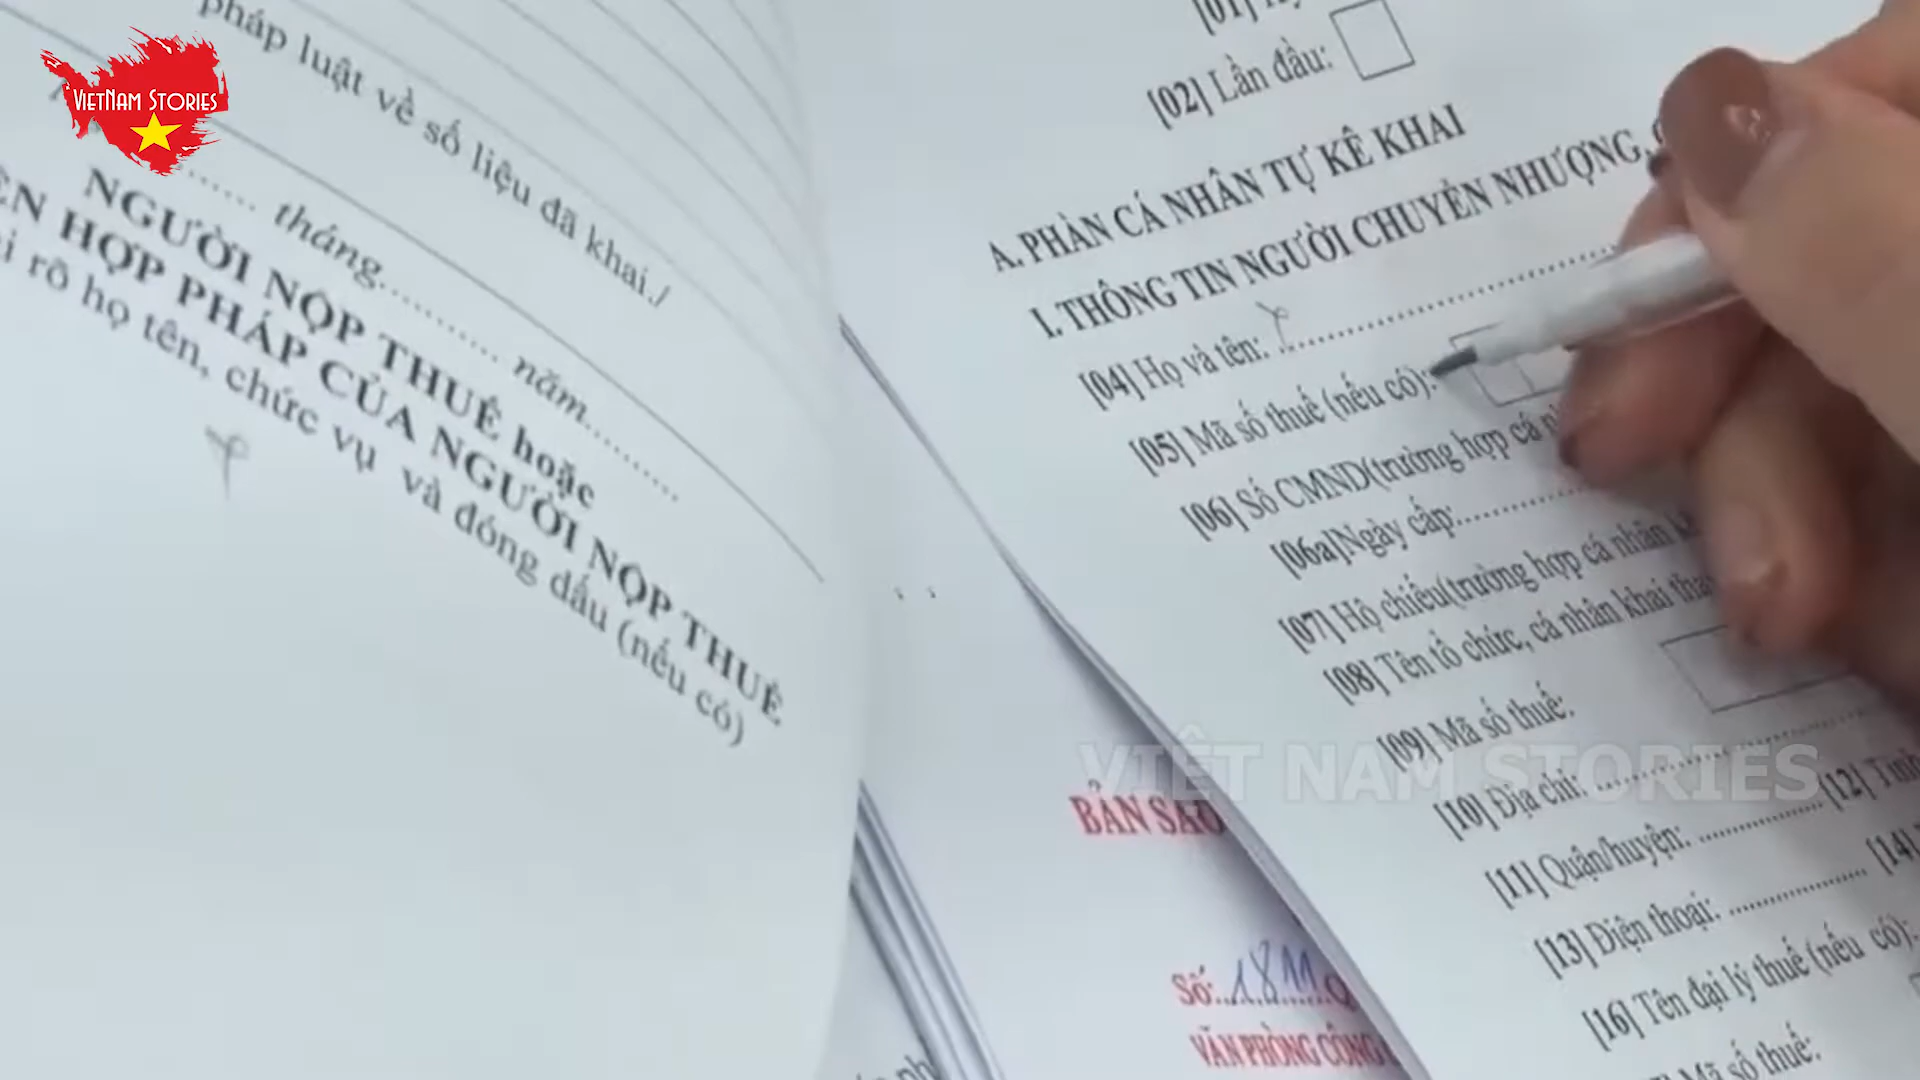 VIETNAM STORIES
pháp luật về số liệu đã khai./
...... tháng.......... năm........
NGƯỜI NỘP THUẾ hoặc
HỢP PHÁP CỦA NGƯỜI NỘP THUẾ
rõ họ tên, chức vụ và đóng dấu (nếu có)
[01]
[02] Lần đầu:
A. PHẦN CÁ NHÂN TỰ KÊ KHAI
I. THÔNG TIN NGƯỜI CHUYỂN NHƯỢNG,
[04] Họ và tên: ..........
[05] Mã số thuế (nếu có):
[06] Số CMND(trường hợp cá
[06a]Ngày cấp:..........
[07] Hộ chiếu(trường hợp cá nhân
[08] Tên tổ chức, cá nhân khai
[09] Mã số thuế:
[10] Địa chỉ: ..........
[11] Quận/huyện: .......... [12]
[13] Điện thoại: .......... [14]
[16] Tên đại lý thuế (nếu có):
Mã số thuế:
VIỆT NAM STORIES
BẢN SAO
Số:.1811
VĂN PHÒNG CÔNG